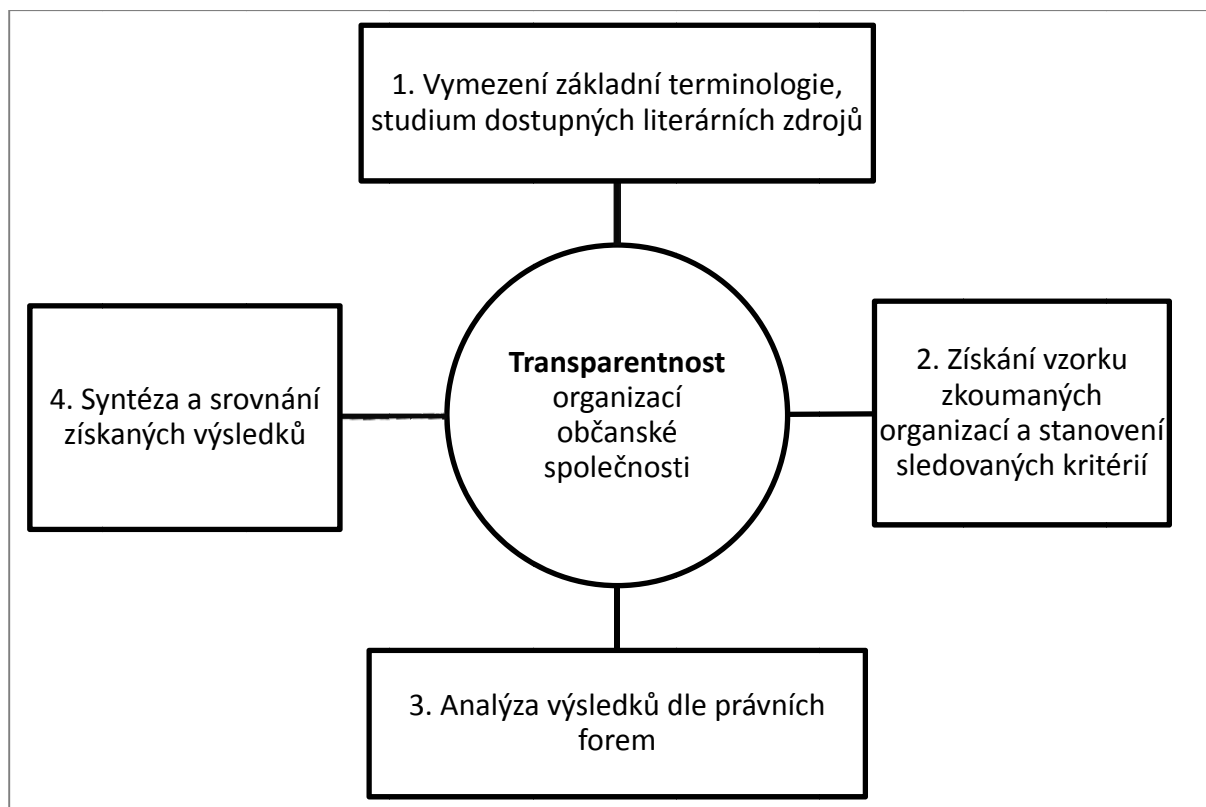 1. Vymezení základní terminologie,
studium dostupných literárních zdrojů
Transparentnost
organizací
občanské
společnosti
2. Získání vzorku
zkoumaných
organizací a stanovení
sledovaných kritérií
3. Analýza výsledků dle právních
forem
4. Syntéza a srovnání
získaných výsledků